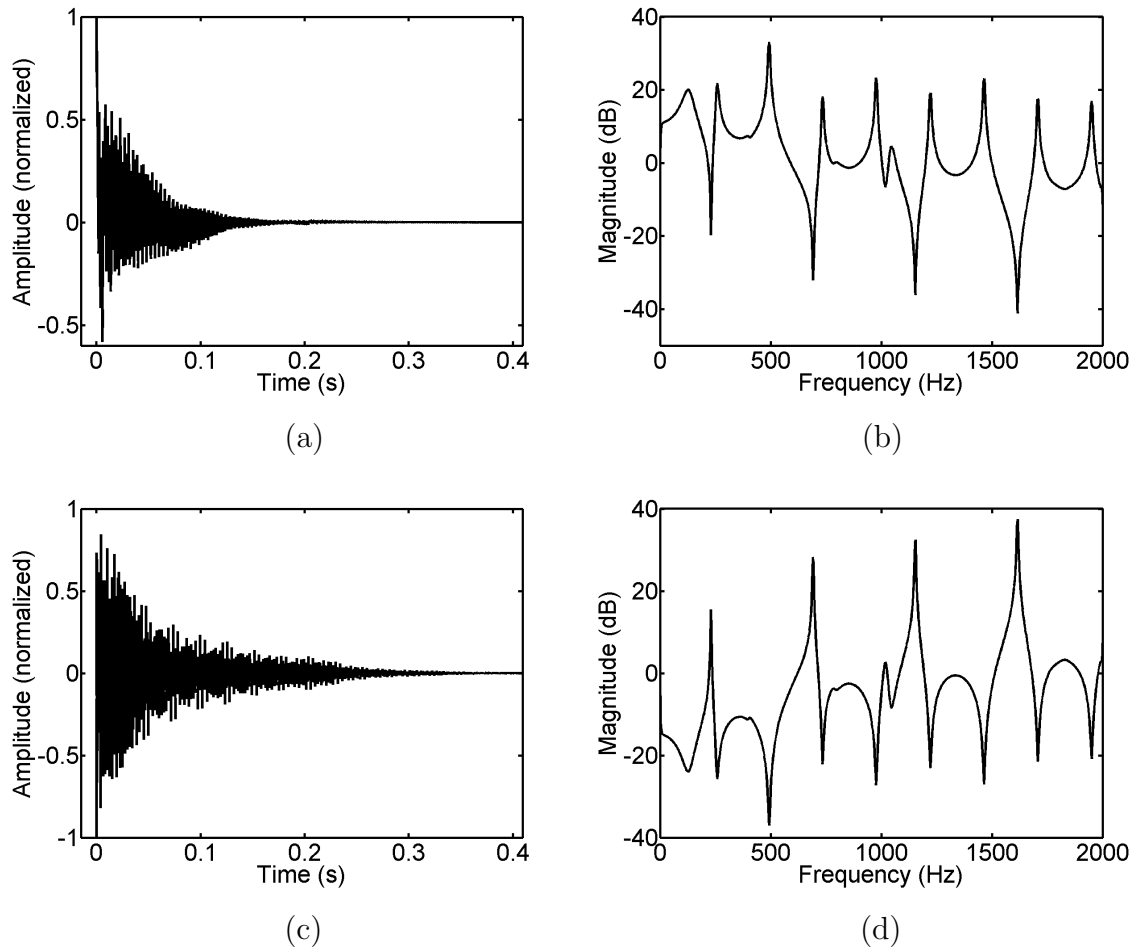 1
0.5
0
-0.5
Amplitude (normalized)
0 0.1 0.2 0.3 0.4
Time (s)
(a)
40
20
0
-20
-40
Magnitude (dB)
0 500 1000 1500 2000
Frequency (Hz)
(b)
1
0.5
0
-0.5
-1
Amplitude (normalized)
0 0.1 0.2 0.3 0.4
Time (s)
(c)
40
20
0
-20
-40
Magnitude (dB)
0 500 1000 1500 2000
Frequency (Hz)
(d)